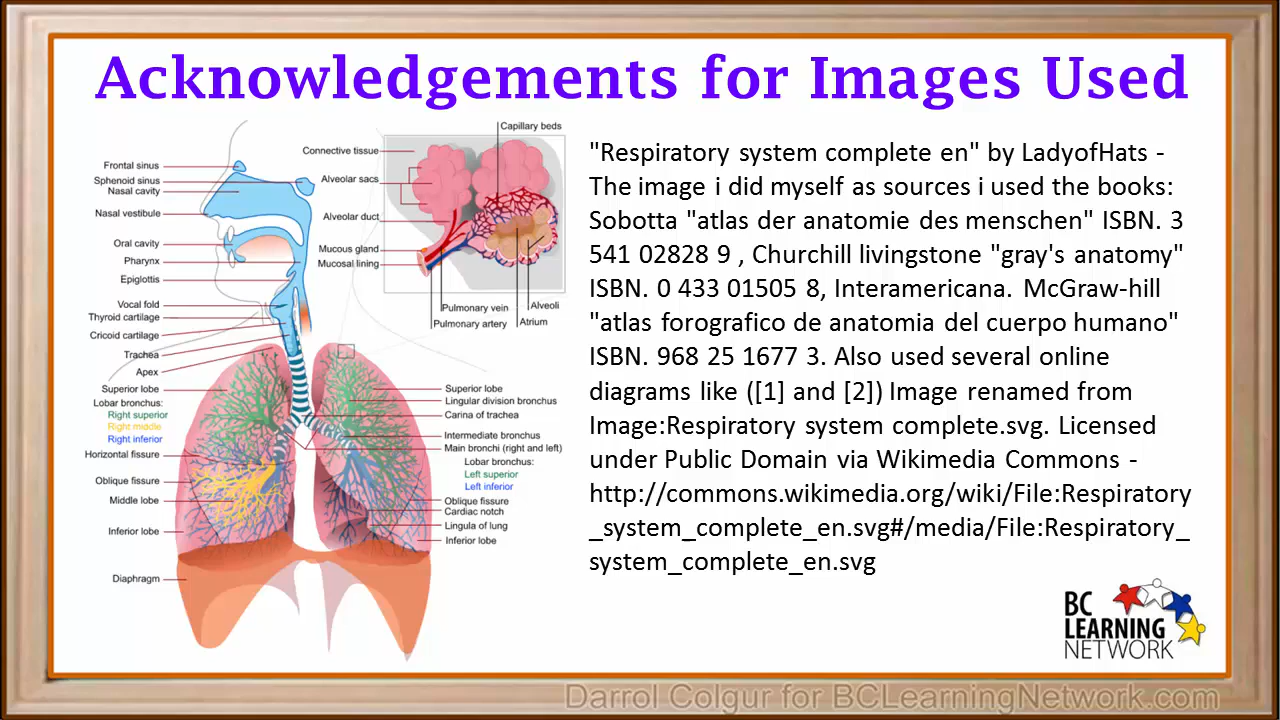 Acknowledgements for Images Used
Capillary beds
Connective tissue
Alveolar sacs
Alveolar duct
Mucous gland
Mucosal lining
Pulmonary vein
Pulmonary artery
Alveoli
Atrium
Frontal sinus
Sphenoid sinus
Nasal cavity
Nasal vestibule
Oral cavity
Pharynx
Epiglottis
Vocal fold
Thyroid cartilage
Cricoid cartilage
Trachea
Apex
Superior lobe
Lobar bronchus:
Right superior
Right middle
Right inferior
Horizontal fissure
Oblique fissure
Middle lobe
Inferior lobe
Diaphragm
Superior lobe
Lingular division bronchus
Carina of trachea
Intermediate bronchus
Main bronchi (right and left)
Lobar bronchus:
Left superior
Left inferior
Oblique fissure
Cardiac notch
Lingula of lung
Inferior lobe
"Respiratory system complete en" by LadyofHats -
The image i did myself as sources i used the books:
Sobotta "atlas der anatomie des menschen" ISBN. 3
541 02828 9 , Churchill livingstone "gray's anatomy"
ISBN. 0 433 01505 8, Interamericana. McGraw-hill
"atlas forografico de anatomia del cuerpo humano"
ISBN. 968 25 1677 3. Also used several online
diagrams like ([1] and [2]) Image renamed from
Image:Respiratory system complete.svg. Licensed
under Public Domain via Wikimedia Commons -
http://commons.wikimedia.org/wiki/File:Respiratory
_system_complete_en.svg#/media/File:Respiratory_
system_complete_en.svg
BC
LEARNING
NETWORK
Darrol Colgur for BCLearningNetwork.com